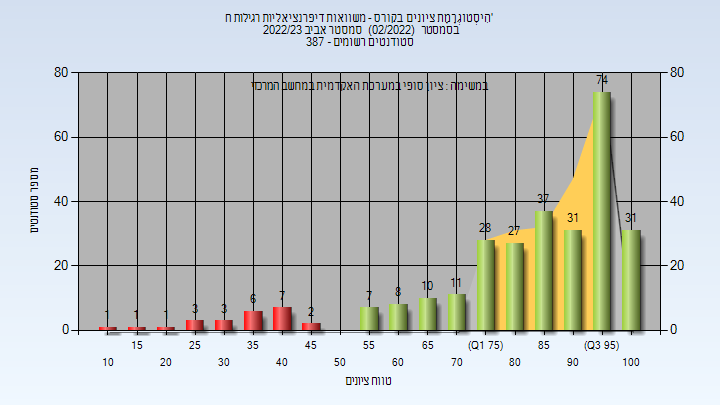 היסטוגרמת ציונים בקורס - משוואות דיפרנציאליות רגילות ח'
בסמסטר (02/2022) סמסטר אביב 2022/23
סטודנטים רשומים - 387
במשימה : ציון סופי במערכת האקדמית במחשב המרכזי
מספר סטודנטים
80 80
60 60
40 40
20 20
0 0
1 1 1 3 3 6 7 2 7 8 10 11 28 27 37 31 74 31
15 25 35 45 55 65 (Q1 75) 85 (Q3 95)
10 20 30 40 50 60 70 80 90 100
טווח ציונים